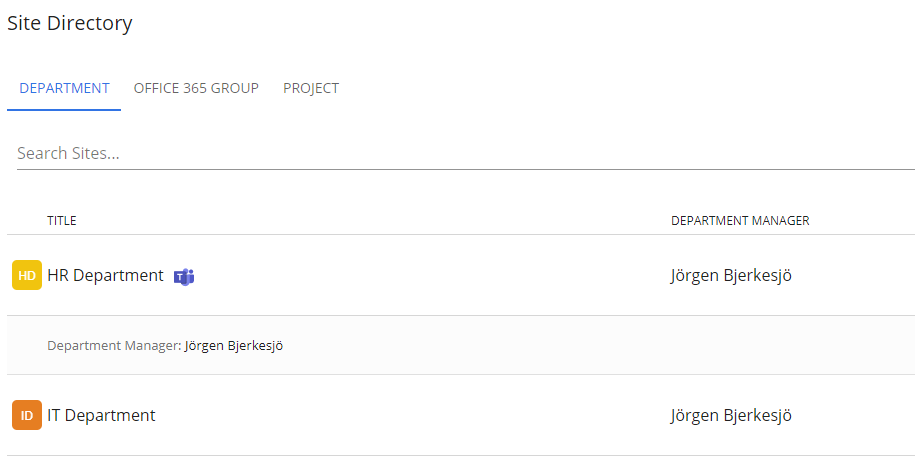 Site Directory
DEPARTMENT OFFICE 365 GROUP PROJECT
Search Sites...
TITLE DEPARTMENT MANAGER
HD HR Department T Jörgen Bjerkesjö
Department Manager: Jörgen Bjerkesjö
ID IT Department Jörgen Bjerkesjö